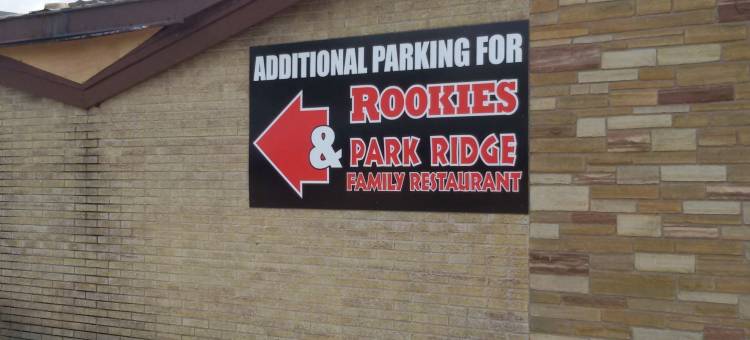 ADDITIONAL PARKING FOR
ROOKIES
& PARK RIDGE
FAMILY RESTAURANT